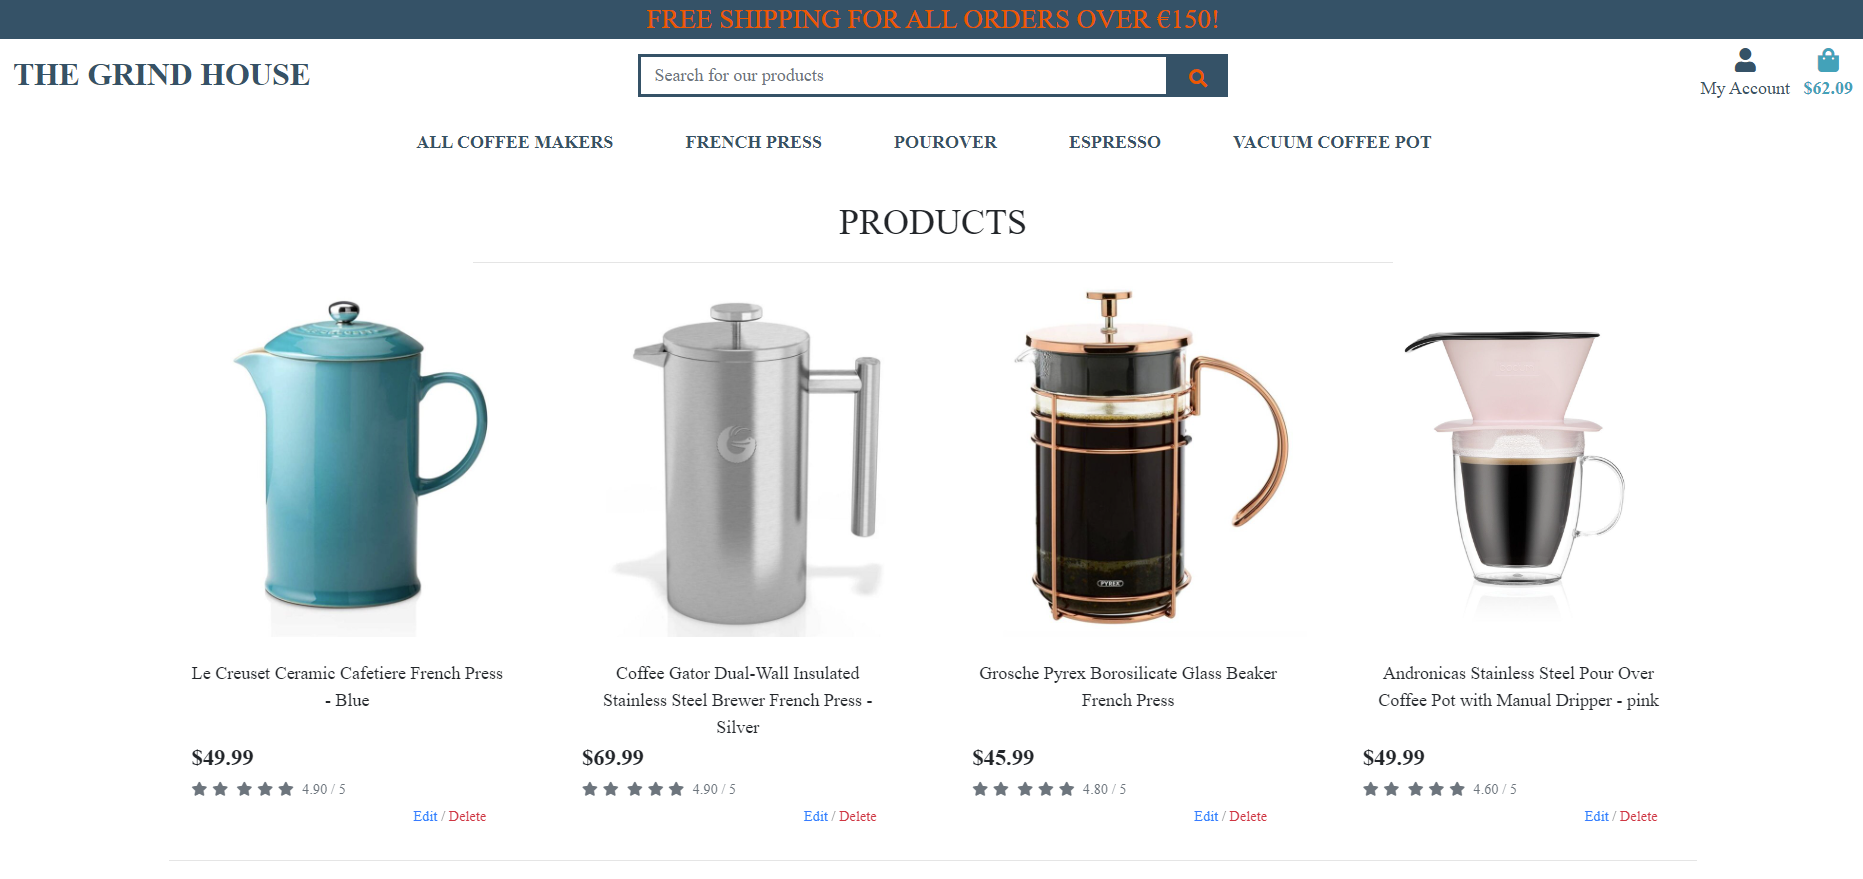 FREE SHIPPING FOR ALL ORDERS OVER €150!
THE GRIND HOUSE
Search for our products
My Account
$62.09
ALL COFFEE MAKERS
FRENCH PRESS
POUROVER
ESPRESSO
VACUUM COFFEE POT
PRODUCTS
PYREX
Le Creuset Ceramic Cafetiere French Press
- Blue
$49.99
4.90 / 5
Edit / Delete
Coffee Gator Dual-Wall Insulated
Stainless Steel Brewer French Press -
Silver
$69.99
4.90 / 5
Edit / Delete
Grosche Pyrex Borosilicate Glass Beaker
French Press
$45.99
4.80 / 5
Edit / Delete
Andronicas Stainless Steel Pour Over
Coffee Pot with Manual Dripper - pink
$49.99
4.60 / 5
Edit / Delete